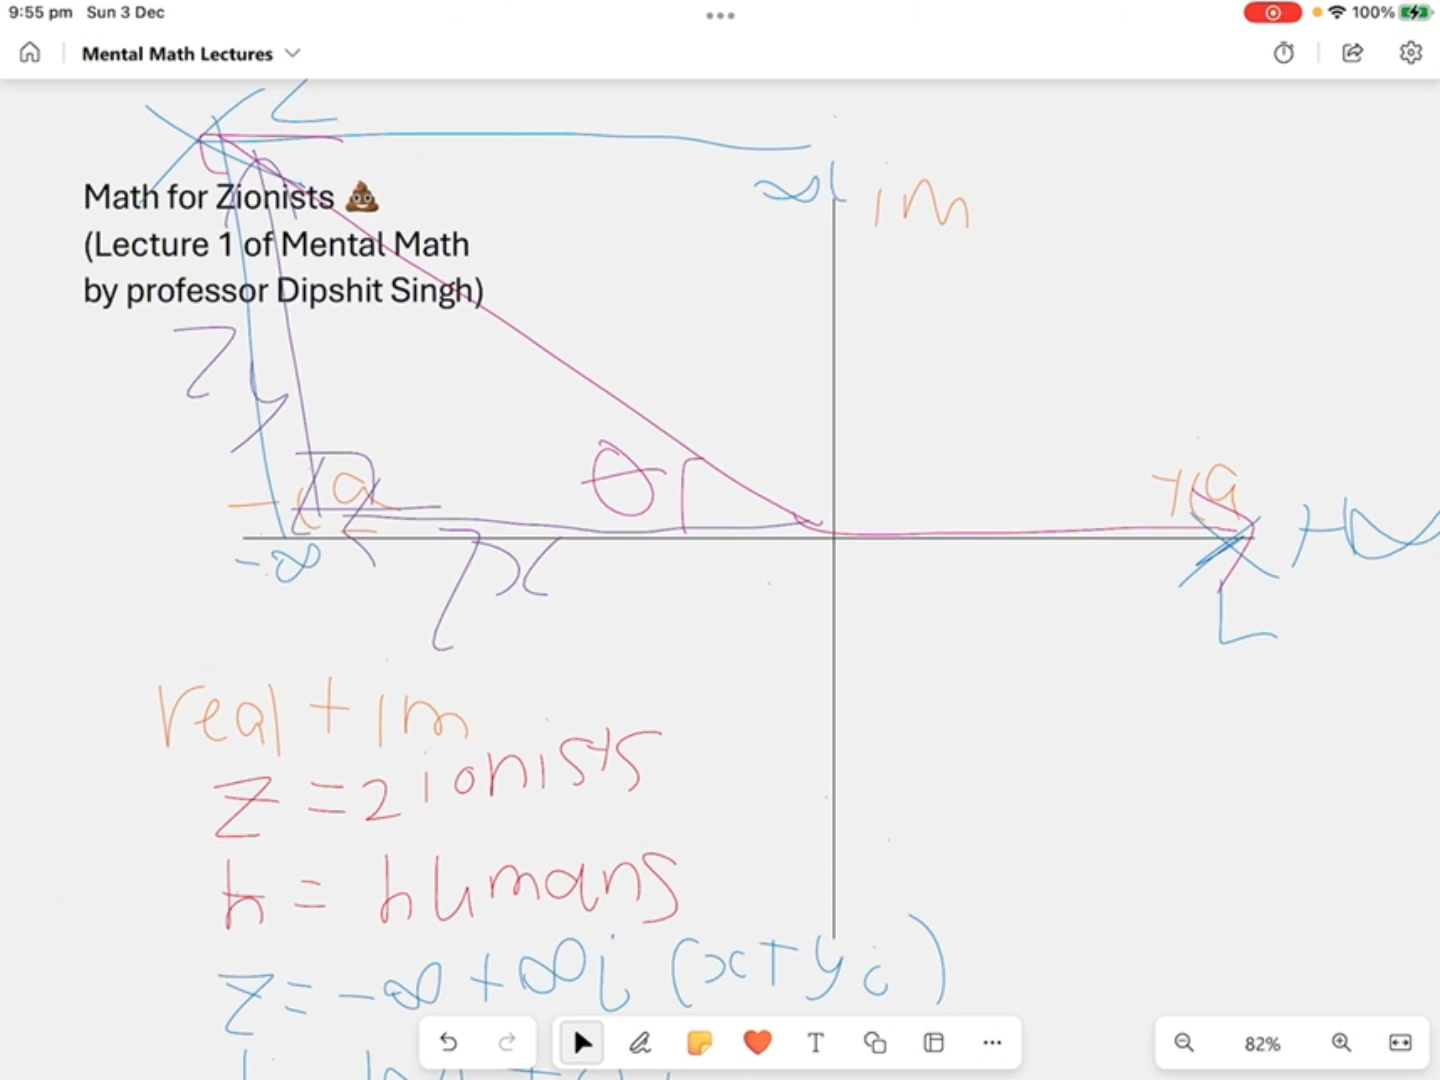 9:55 pm Sun 3 Dec
100%
Mental Math Lectures
Math for Zionists 💩
(Lecture 1 of Mental Math
by professor Dipshit Singh)
∞ im
θ
-∞
x
real + im
z = zionists
h = humans
z = -∞ + ∞i (x + yi)
82%